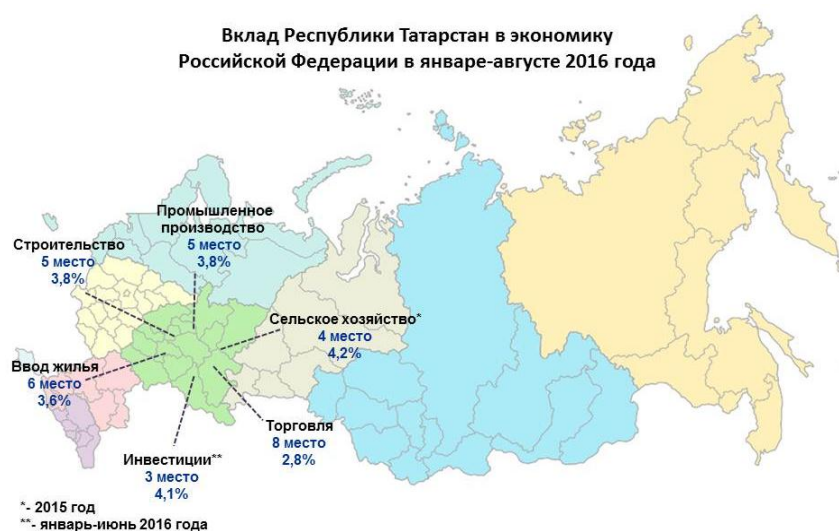 Вклад Республики Татарстан в экономику
Российской Федерации в январе-августе 2016 года
Промышленное
производство
5 место
3,8%
Строительство
5 место
3,8%
Сельское хозяйство*
4 место
4,2%
Ввод жилья
6 место
3,6%
Торговля
8 место
2,8%
Инвестиции**
3 место
4,1%
*- 2015 год
**- январь-июнь 2016 года